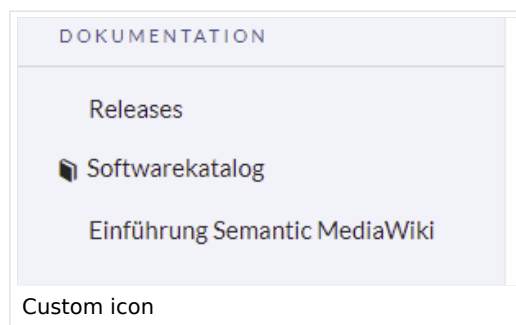 DOKUMENTATION
Releases
Softwarekatalog
Einführung Semantic MediaWiki
Custom icon